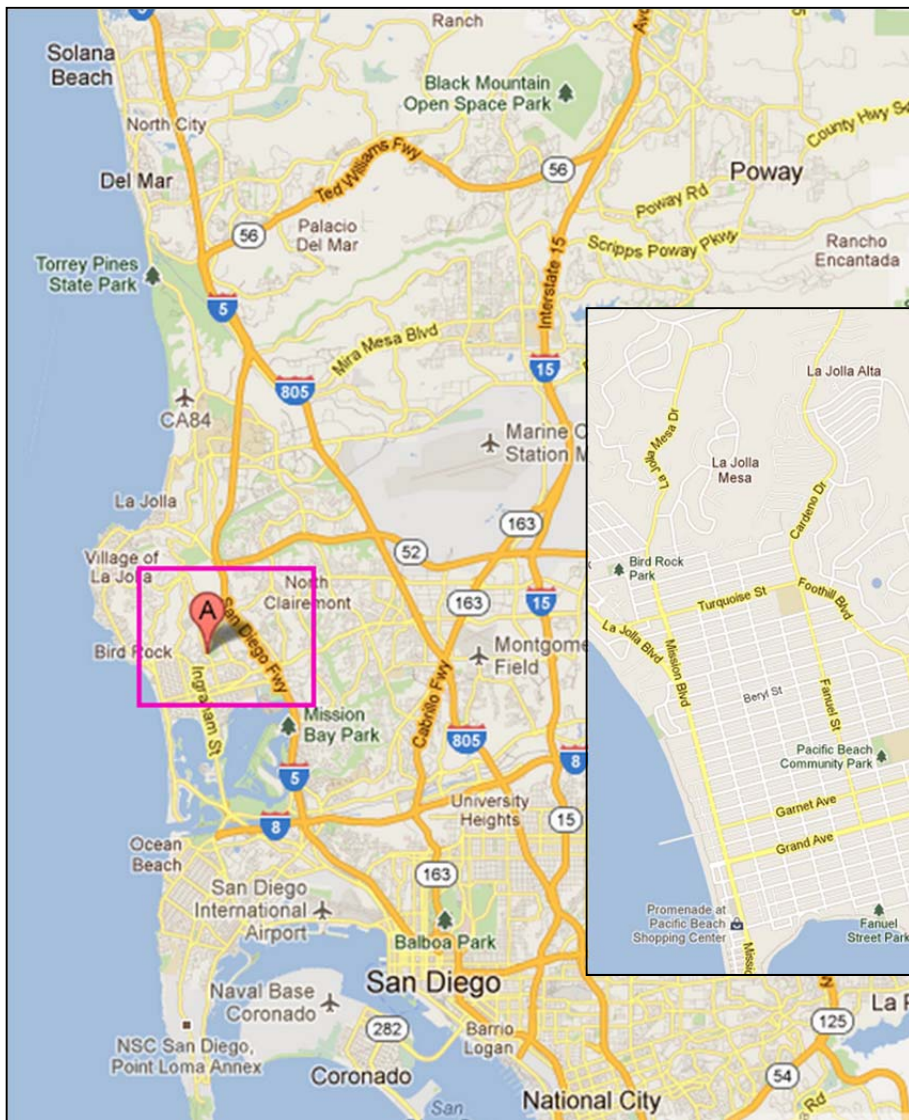 Ranch
Solana
Beach
Black Mountain
Open Space Park
North City
Ted Williams Fwy
56
56
County Hwy
Del Mar
Poway
Poway Rd
56
Palacio
Del Mar
Scripps Poway Pkwy
Rancho
Encantada
Torrey Pines
State Park
Interstate 15
5
Mira Mesa Blvd
15
805
CA84
Marine
Station
La Jolla
163
52
Village of
La Jolla
North
Clairemont
163
15
A
San Diego Fwy
Bird Rock
Ingraham St
Montgome
Field
Cabrillo Fwy
Mission
Bay Park
805
8
5
University
Heights
8
15
Ocean
Beach
163
San Diego
International
Airport
Balboa Park
San Diego
Naval Base
Coronado
282
Barrio
Logan
125
NSC San Diego,
Point Loma Annex
Coronado
54
National City
Rd
San
La Jolla Alta
La Jolla Mesa Dr
La Jolla
Mesa
Cardeno Dr
Bird Rock
Park
Turquoise St
Foothill Blvd
La Jolla Blvd
Mission Blvd
Beryl St
Fanuel St
Pacific Beach
Community Park
Garnet Ave
Grand Ave
Promenade at
Pacific Beach
Shopping Center
Fanuel
Street Park